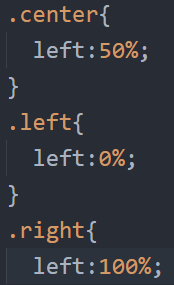 .center{
  left:50%;
}
.left{
  left:0%;
}
.right{
  left:100%;